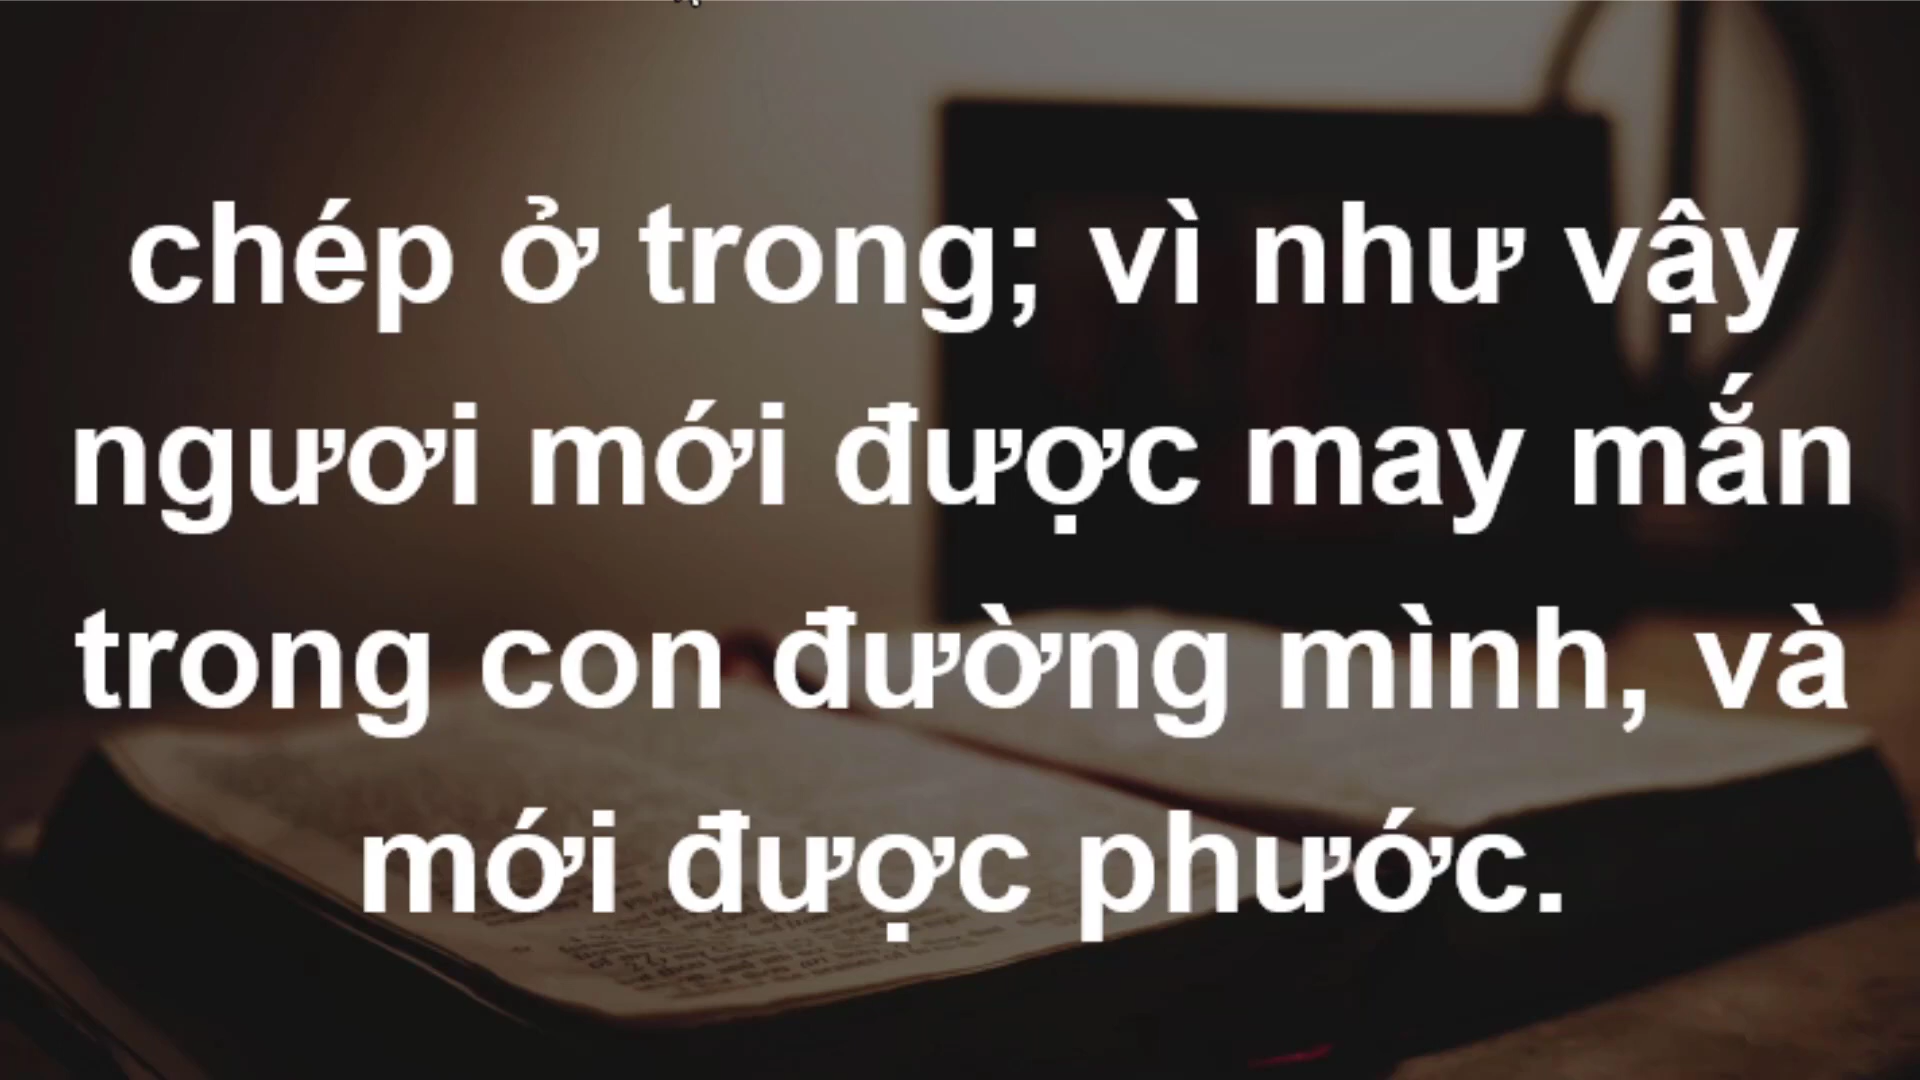 chép ở trong; vì như vậy
ngươi mới được may mắn
trong con đường mình, và
mới được phước.